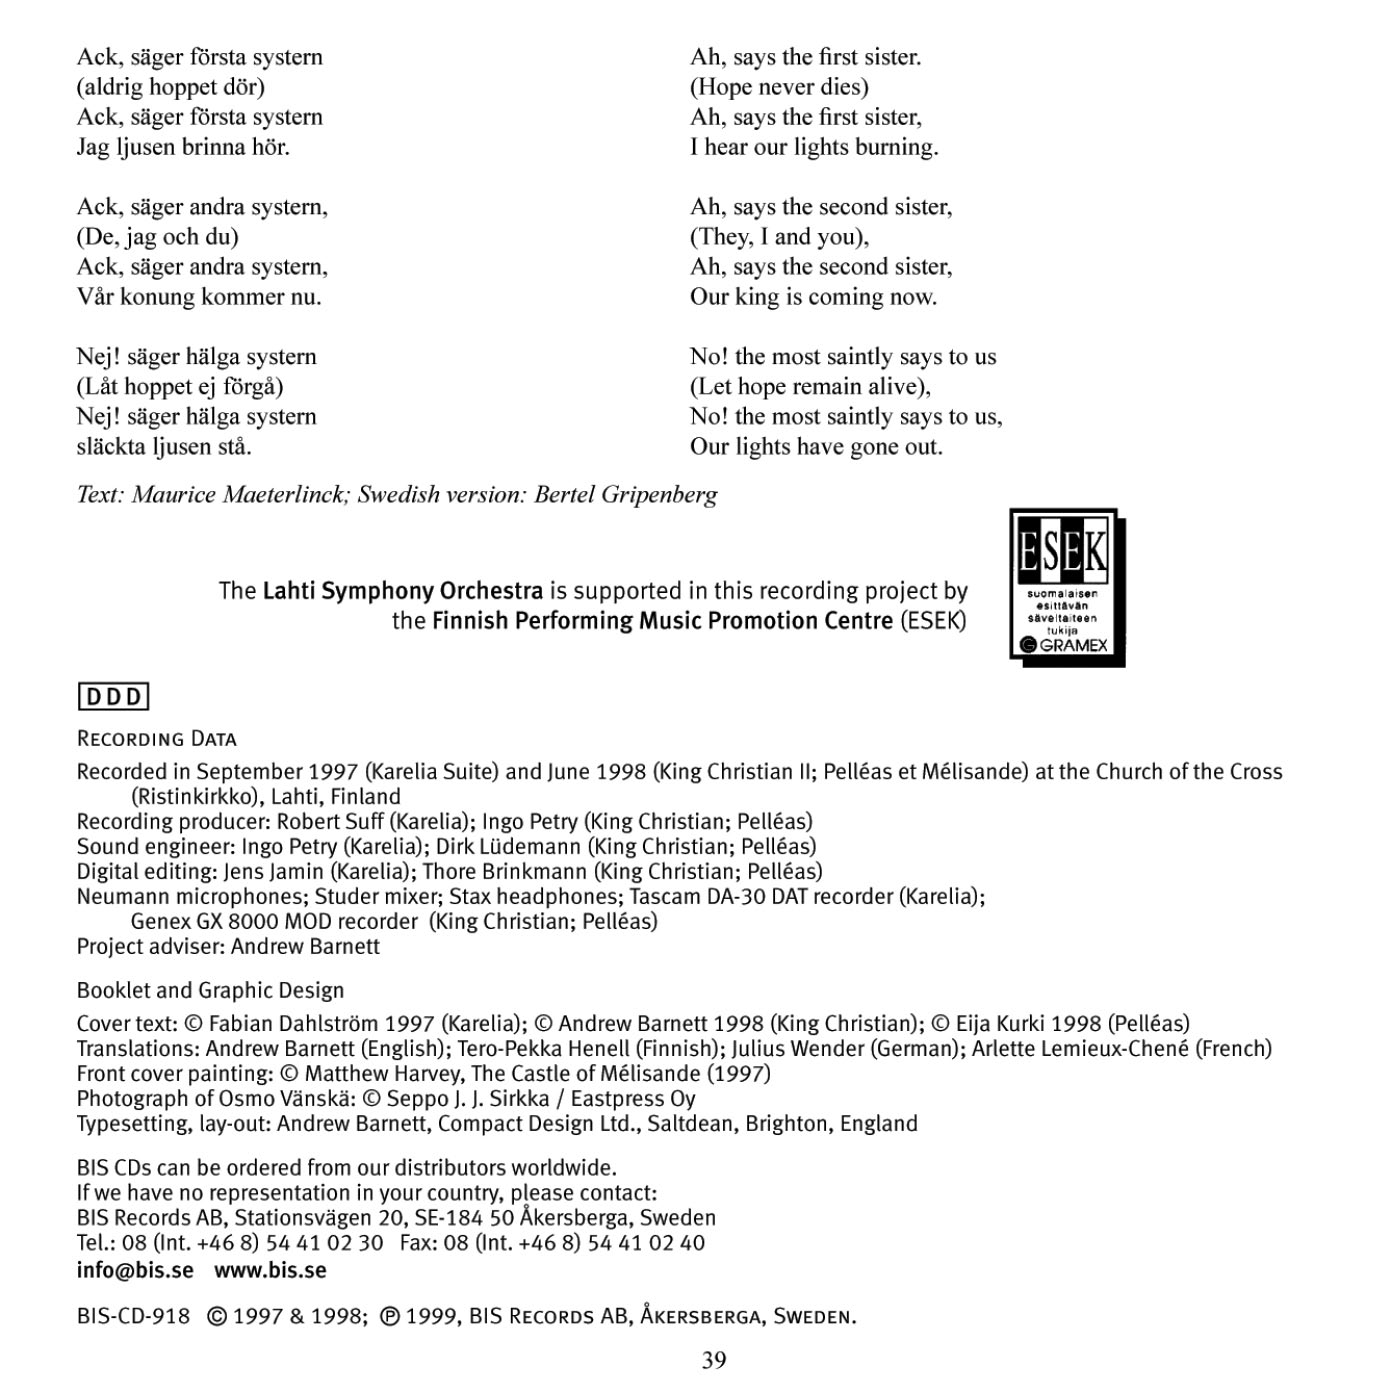 Ack, säger första systern
(aldrig hoppet dör)
Ack, säger första systern
Jag ljusen brinna hör.
Ack, säger andra systern,
(De, jag och du)
Ack, säger andra systern,
Vår konung kommer nu.
Nej! säger hälga systern
(Låt hoppet ej förgå)
Nej! säger hälga systern
släckta ljusen stå.
Ah, says the first sister.
(Hope never dies)
Ah, says the first sister,
I hear our lights burning.
Ah, says the second sister,
(They, I and you),
Ah, says the second sister,
Our king is coming now.
No! the most saintly says to us
(Let hope remain alive),
No! the most saintly says to us,
Our lights have gone out.
Text: Maurice Maeterlinck; Swedish version: Bertel Gripenberg
The Lahti Symphony Orchestra is supported in this recording project by
the Finnish Performing Music Promotion Centre (ESEK)
ESEK
suomalaisen
esittävän
säveltaiteen
tukija
G GRAMEX
DDD
Recording Data
Recorded in September 1997 (Karelia Suite) and June 1998 (King Christian II; Pelléas et Mélisande) at the Church of the Cross
(Ristinkirkko), Lahti, Finland
Recording producer: Robert Suff (Karelia); Ingo Petry (King Christian; Pelléas)
Sound engineer: Ingo Petry (Karelia); Dirk Lüdemann (King Christian; Pelléas)
Digital editing: Jens Jamin (Karelia); Thore Brinkmann (King Christian; Pelléas)
Neumann microphones; Studer mixer; Stax headphones; Tascam DA-30 DAT recorder (Karelia);
Genex GX 8000 MOD recorder (King Christian; Pelléas)
Project adviser: Andrew Barnett
Booklet and Graphic Design
Cover text: © Fabian Dahlström 1997 (Karelia); © Andrew Barnett 1998 (King Christian); © Eija Kurki 1998 (Pelléas)
Translations: Andrew Barnett (English); Tero-Pekka Henell (Finnish); Julius Wender (German); Arlette Lemieux-Chené (French)
Front cover painting: © Matthew Harvey, The Castle of Mélisande (1997)
Photograph of Osmo Vänskä: © Seppo J. J. Sirkka / Eastpress Oy
Typesetting, lay-out: Andrew Barnett, Compact Design Ltd., Saltdean, Brighton, England
BIS CDs can be ordered from our distributors worldwide.
If we have no representation in your country, please contact:
BIS Records AB, Stationsvägen 20, SE-184 50 Åkersberga, Sweden
Tel.: 08 (Int. +46 8) 54 41 02 30 Fax: 08 (Int. +46 8) 54 41 02 40
info@bis.se www.bis.se
BIS-CD-918 © 1997 & 1998; ℗ 1999, BIS Records AB, Åkersberga, Sweden.
39